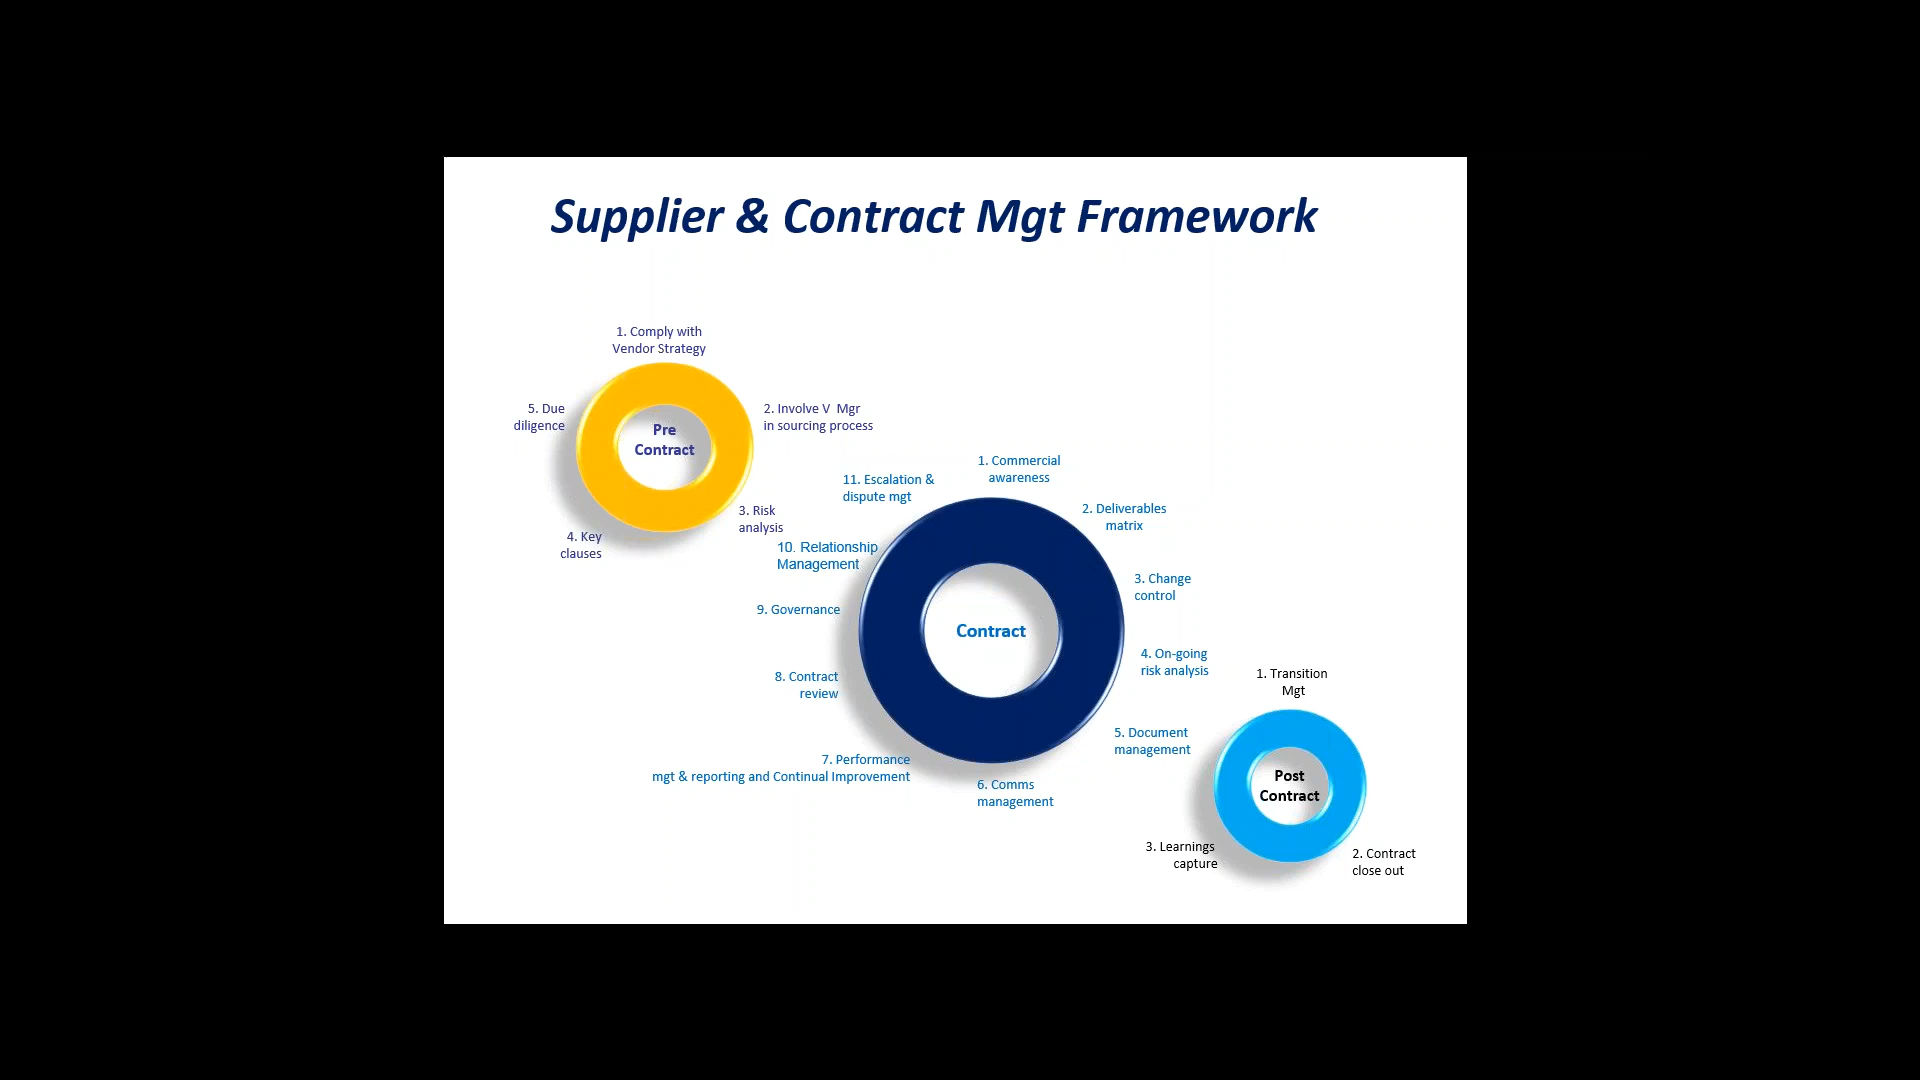 Supplier & Contract Mgt Framework
1. Comply with
Vendor Strategy
2. Involve V  Mgr
in sourcing process
3. Risk
analysis
4. Key
clauses
5. Due
diligence
Pre
Contract
1. Commercial
awareness
2. Deliverables
matrix
3. Change
control
4. On-going
risk analysis
5. Document
management
6. Comms
management
7. Performance
mgt & reporting and Continual Improvement
8. Contract
review
9. Governance
10. Relationship
Management
11. Escalation &
dispute mgt
Contract
1. Transition
Mgt
2. Contract
close out
3. Learnings
capture
Post
Contract